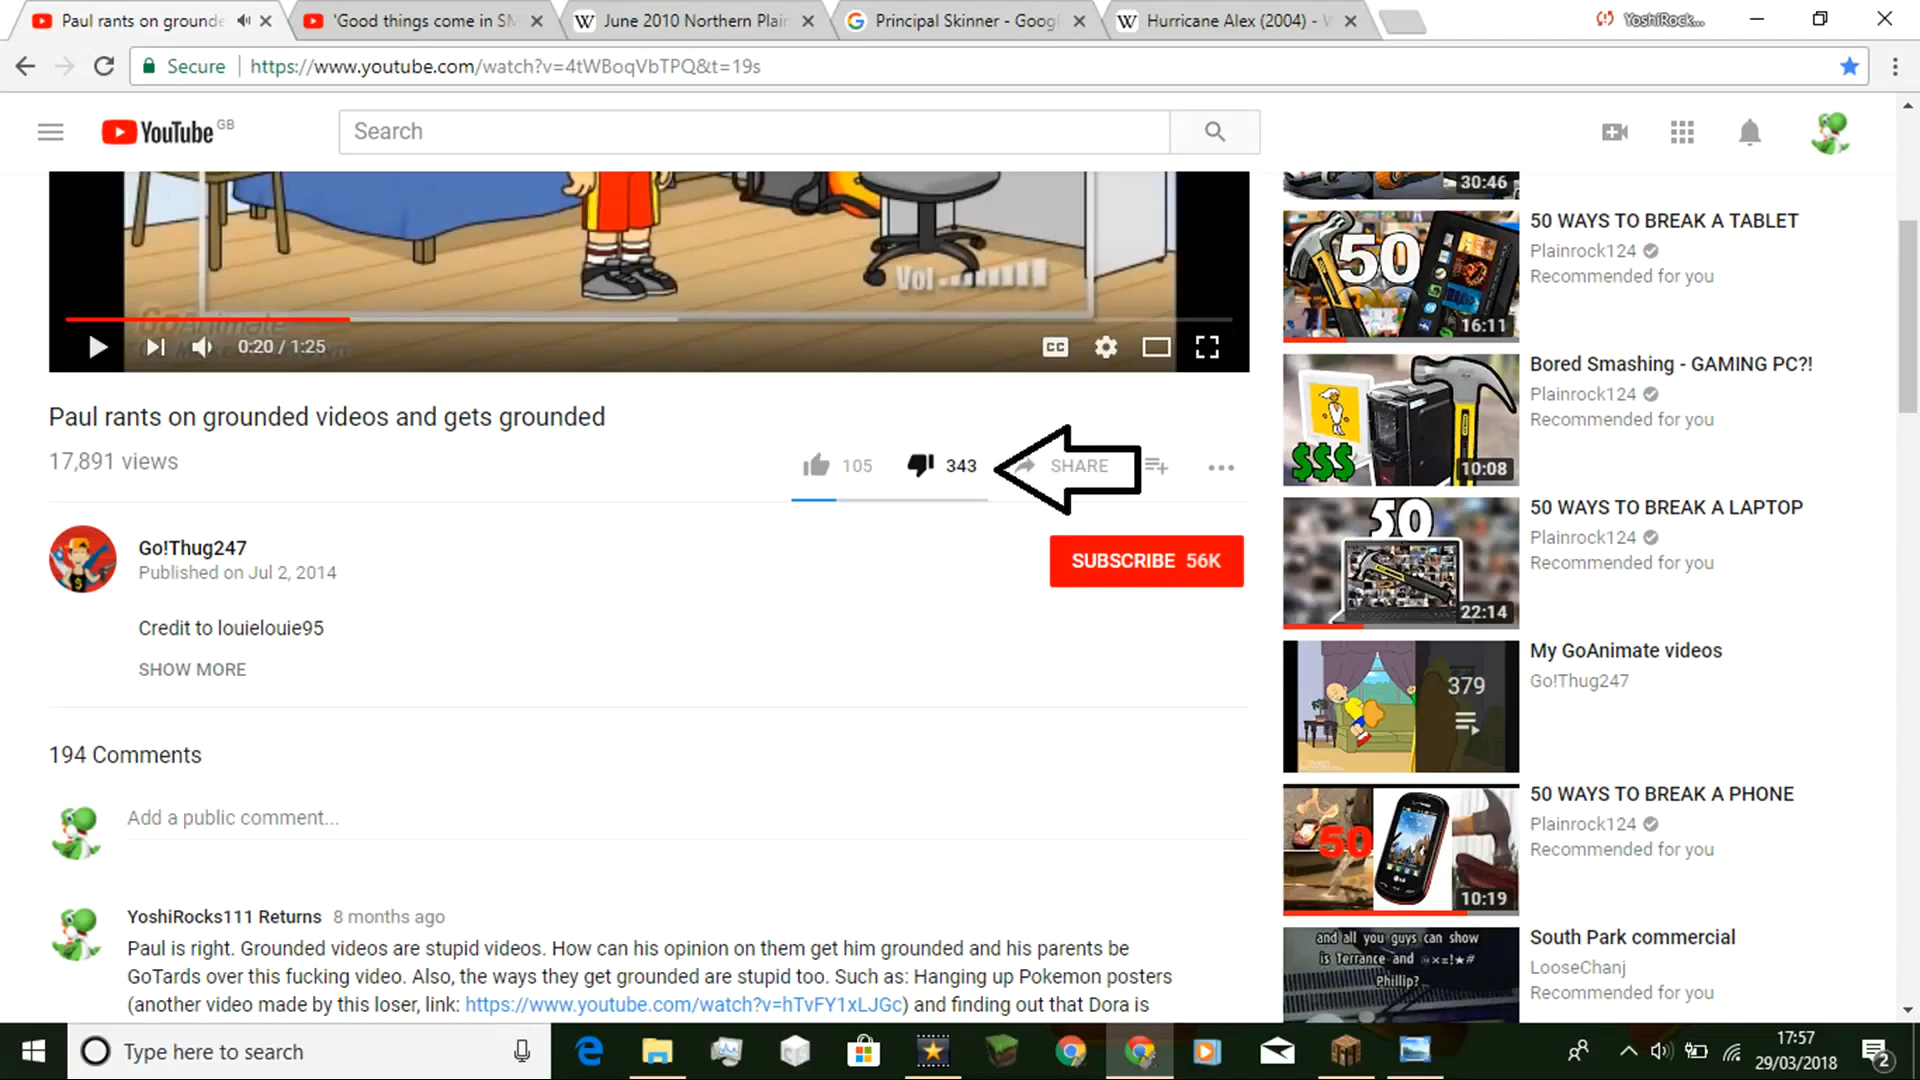 Paul rants on grounde
'Good things come in SM
June 2010 Northern Plain
Principal Skinner - Googl
Hurricane Alex (2004) - W
YoshiRock...
Secure
https://www.youtube.com/watch?v=4tWBoqVbTPQ&t=19s
YouTube GB
Search
Vol
GoAnimate
0:20 / 1:25
CC
Paul rants on grounded videos and gets grounded
17,891 views
105
343
SHARE
Go!Thug247
Published on Jul 2, 2014
SUBSCRIBE 56K
Credit to louielouie95
SHOW MORE
194 Comments
Add a public comment...
YoshiRocks111 Returns 8 months ago
Paul is right. Grounded videos are stupid videos. How can his opinion on them get him grounded and his parents be
GoTards over this fucking video. Also, the ways they get grounded are stupid too. Such as: Hanging up Pokemon posters
(another video made by this loser, link: https://www.youtube.com/watch?v=hTvFY1xLJGc) and finding out that Dora is
30:46
50
16:11
50 WAYS TO BREAK A TABLET
Plainrock124
Recommended for you
$$$
10:08
Bored Smashing - GAMING PC?!
Plainrock124
Recommended for you
50
22:14
50 WAYS TO BREAK A LAPTOP
Plainrock124
Recommended for you
379
My GoAnimate videos
Go!Thug247
50
LG
10:19
50 WAYS TO BREAK A PHONE
Plainrock124
Recommended for you
and all you guys can show
is Terrance and @x=!*#
Phillip?
South Park commercial
LooseChanj
Recommended for you
Type here to search
17:57
29/03/2018
2